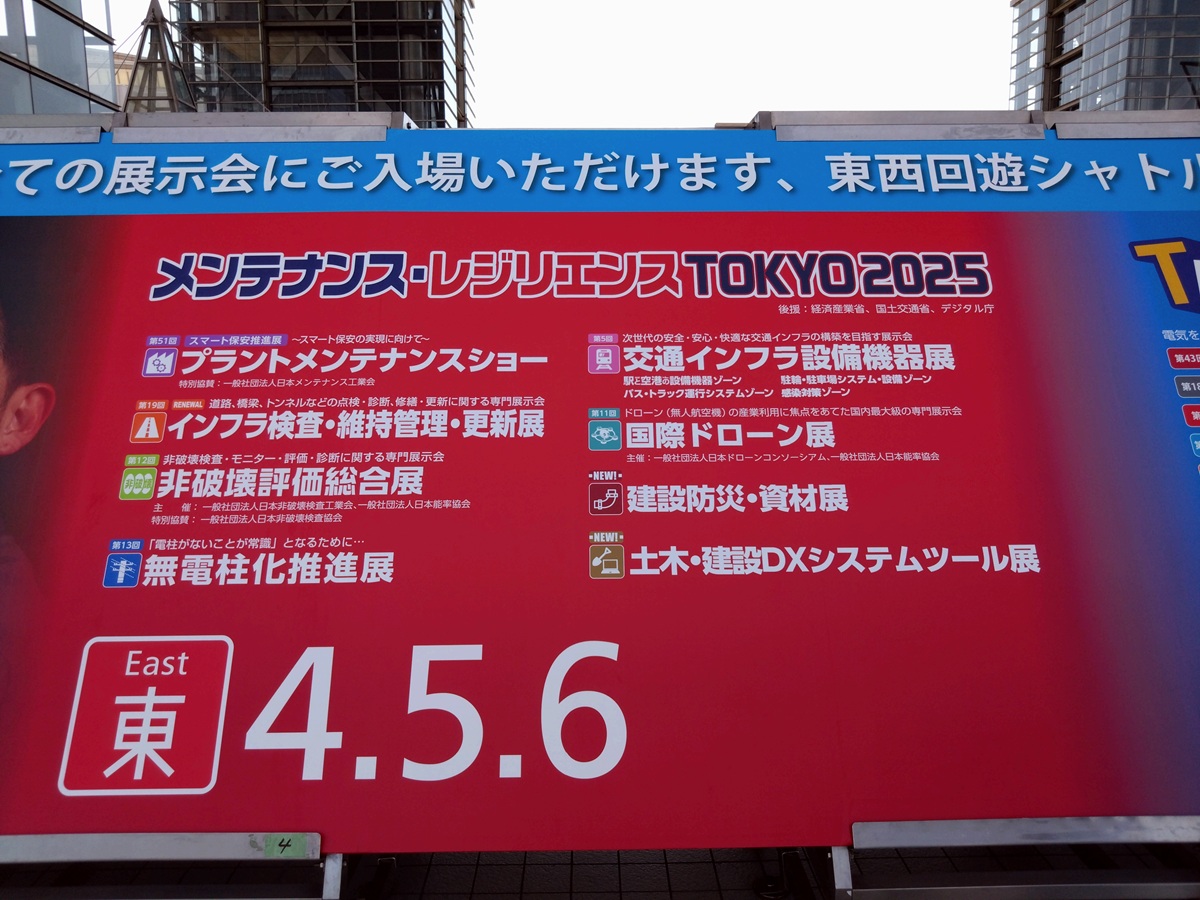 ての展示会にご入場いただけます、東西回遊シャトル
メンテナンス・レジリエンスTOKYO2025
後援：経済産業省、国土交通省、デジタル庁
第51回 スマート保安推進展 ～スマート保安の実現に向けて～
プラントメンテナンスショー
特別協賛：一般社団法人日本メンテナンス工業会
第19回 RENEWAL 道路、橋梁、トンネルなどの点検・診断、修繕・更新に関する専門展示会
インフラ検査・維持管理・更新展
第12回 非破壊検査・モニター・評価・診断に関する専門展示会
非破壊
非破壊評価総合展
主　催：一般社団法人日本非破壊検査工業会、一般社団法人日本能率協会
特別協賛：一般社団法人日本非破壊検査協会
第13回 「電柱がないことが常識」となるために…
無電柱化推進展
第5回 次世代の安全・安心・快適な交通インフラの構築を目指す展示会
交通インフラ設備機器展
駅と空港の設備機器ゾーン 駐輪・駐車場システム・設備ゾーン
バス・トラック運行システムゾーン 感染対策ゾーン
第11回 ドローン（無人航空機）の産業利用に焦点をあてた国内最大級の専門展示会
国際ドローン展
主催：一般社団法人日本ドローンコンソーシアム、一般社団法人日本能率協会
NEW!
建設防災・資材展
NEW!
土木・建設DXシステムツール展
East
東
4.5.6
T
電気を
第43回
第1
4